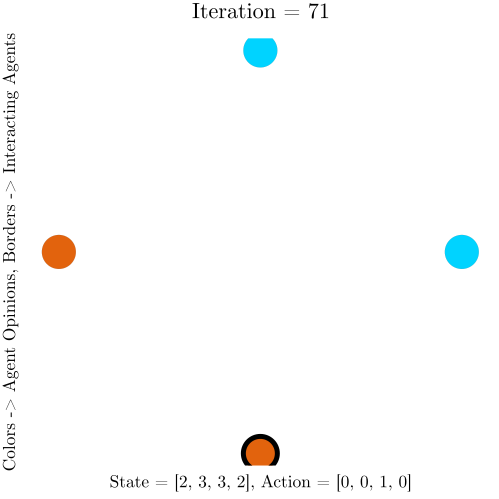 Iteration = 71
Colors -> Agent Opinions, Borders -> Interacting Agents
State = [2, 3, 3, 2], Action = [0, 0, 1, 0]